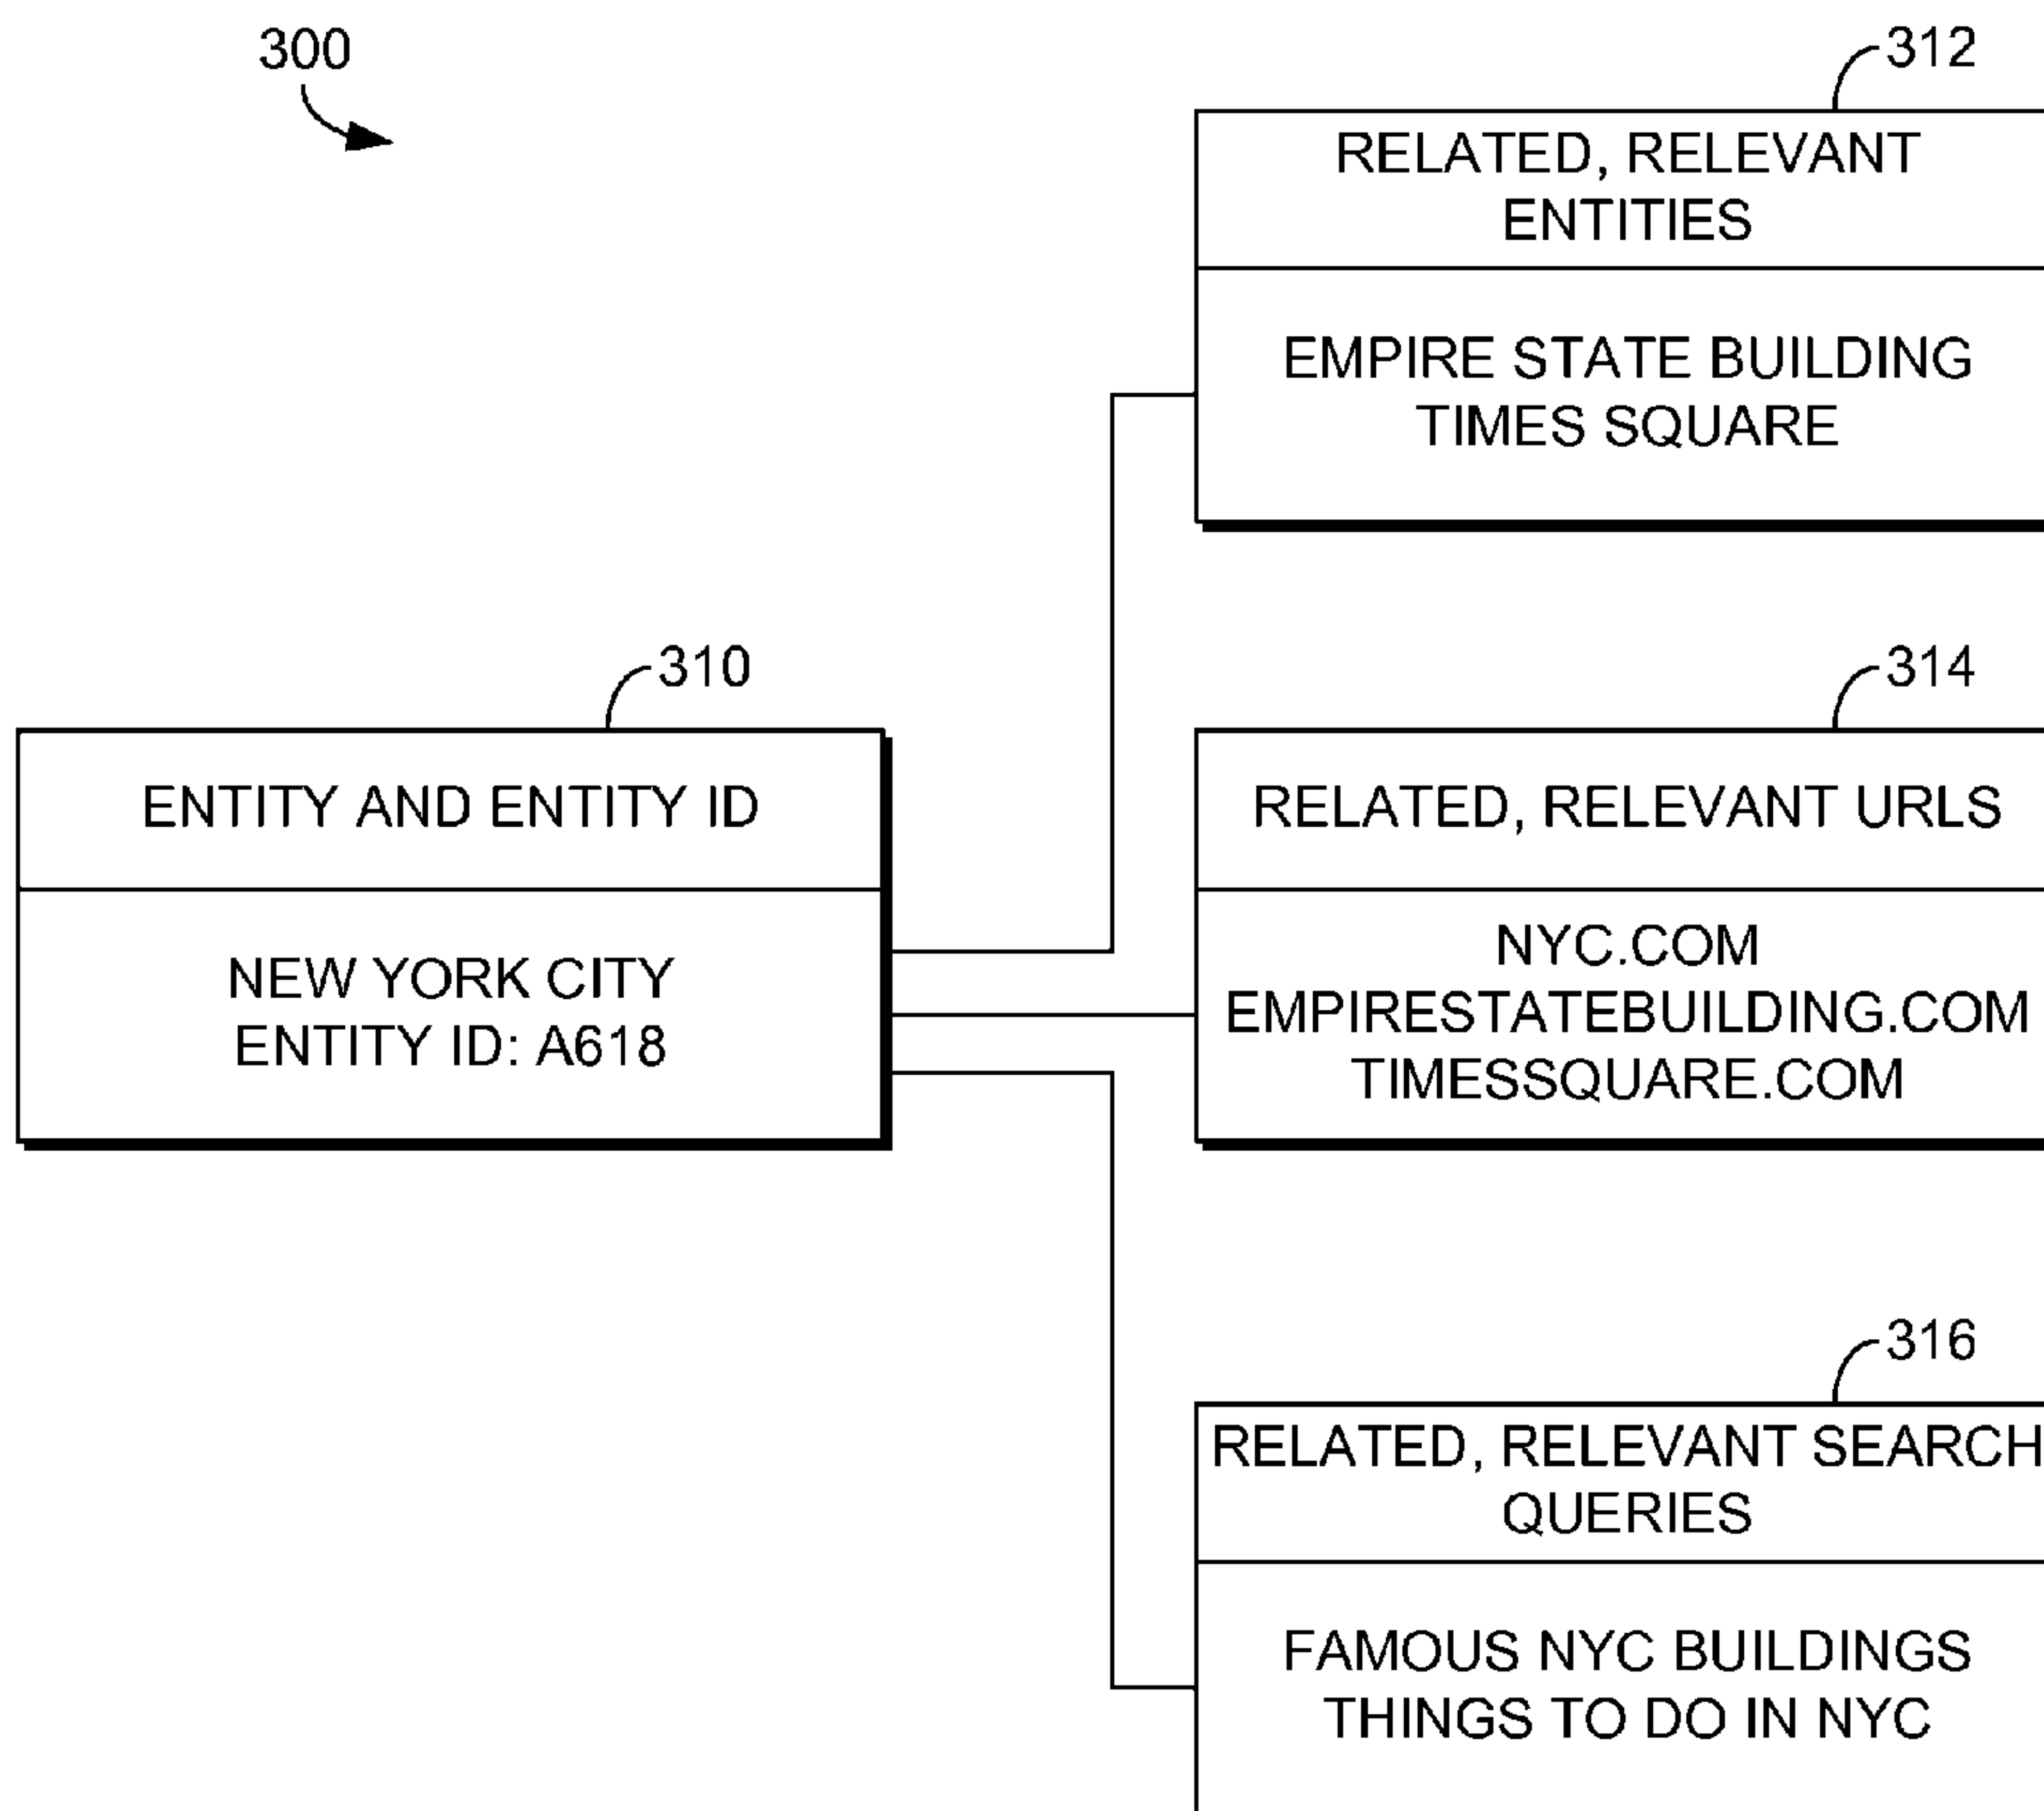 300
312
RELATED, RELEVANT
ENTITIES
EMPIRE STATE BUILDING
TIMES SQUARE
310
ENTITY AND ENTITY ID
NEW YORK CITY
ENTITY ID: A618
314
RELATED, RELEVANT URLS
NYC.COM
EMPIRESTATEBUILDING.COM
TIMESSQUARE.COM
316
RELATED, RELEVANT SEARCH
QUERIES
FAMOUS NYC BUILDINGS
THINGS TO DO IN NYC